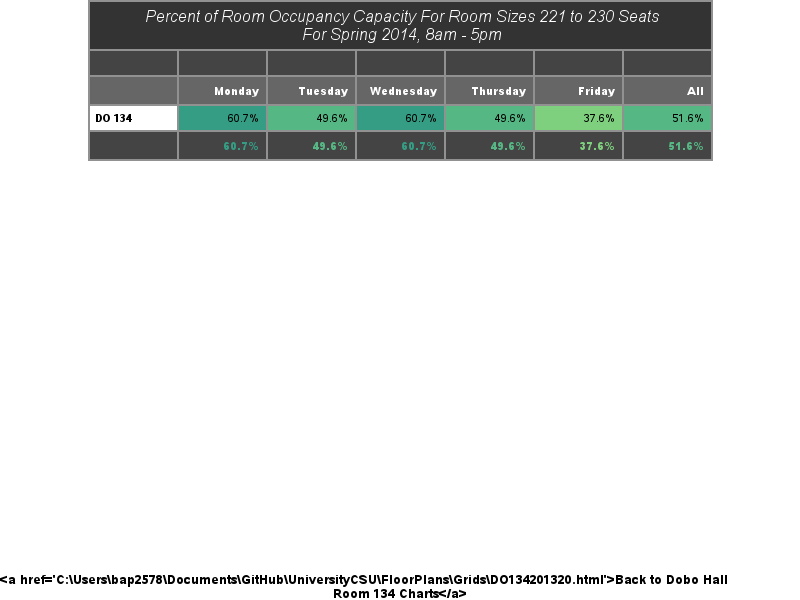 Percent of Room Occupancy Capacity For Room Sizes 221 to 230 Seats
For Spring 2014, 8am - 5pm
Monday Tuesday Wednesday Thursday Friday All
DO 134 60.7% 49.6% 60.7% 49.6% 37.6% 51.6%
60.7% 49.6% 60.7% 49.6% 37.6% 51.6%
<a href='C:\Users\bap2578\Documents\GitHub\UniversityCSU\FloorPlans\Grids\DO134201320.html'>Back to Dobo Hall
Room 134 Charts</a>